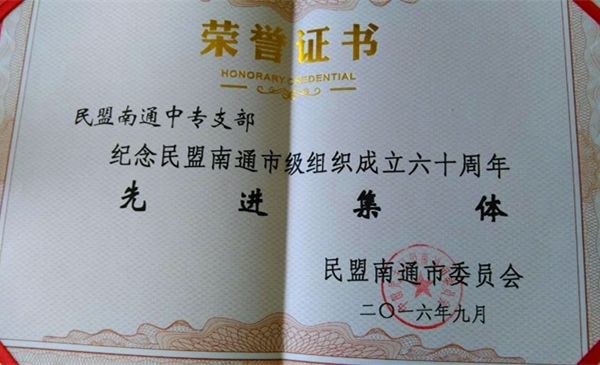 荣誉证书
HONORARY CREDENTIAL
民盟南通中专支部
纪念民盟南通市级组织成立六十周年
先进集体
民盟南通市委员会
二〇一六年九月